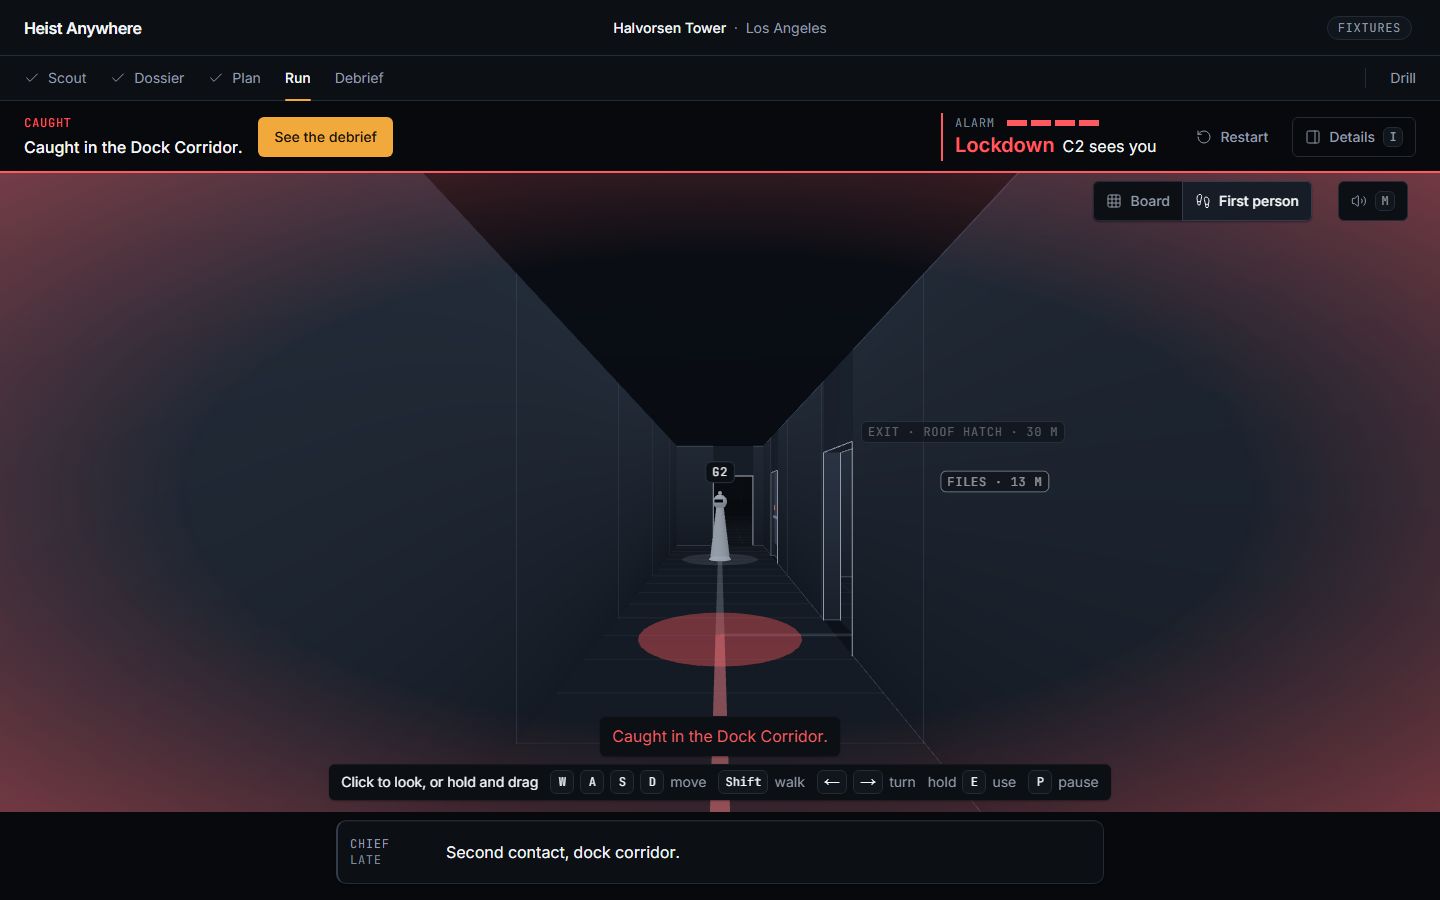 Heist Anywhere
Halvorsen Tower · Los Angeles
FIXTURES
Scout
Dossier
Plan
Run
Debrief
Drill
CAUGHT
Caught in the Dock Corridor.
See the debrief
ALARM
Lockdown C2 sees you
Restart
Details I
Board
First person
M
EXIT · ROOF HATCH · 30 M
G2
FILES · 13 M
Caught in the Dock Corridor.
Click to look, or hold and drag W A S D move Shift walk ← → turn hold E use P pause
CHIEF
LATE
Second contact, dock corridor.